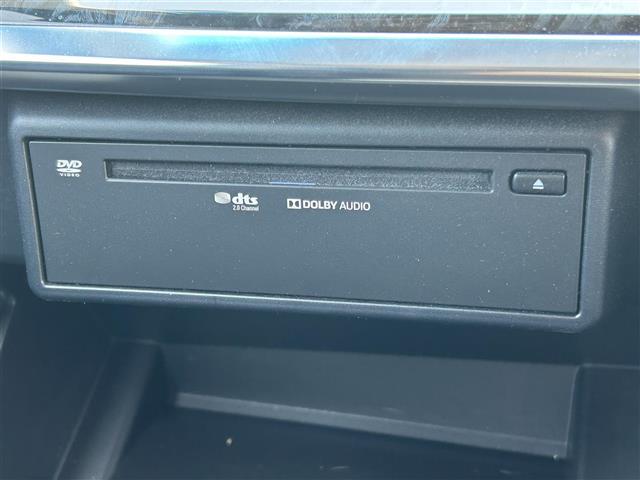 DVD
VIDEO
dts
2.0 Channel
DOLBY AUDIO